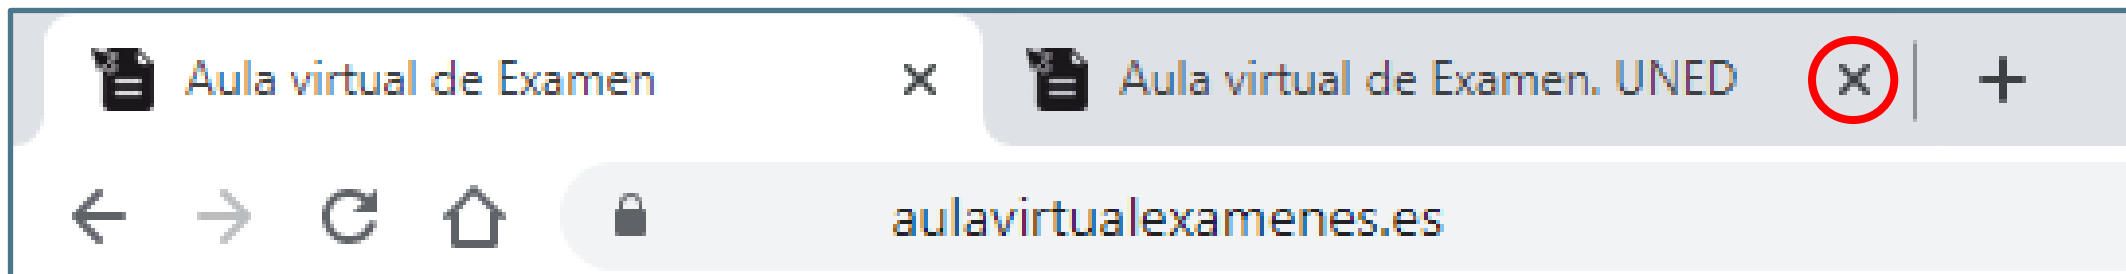 Aula virtual de Examen
Aula virtual de Examen. UNED
aulavirtualexamenes.es